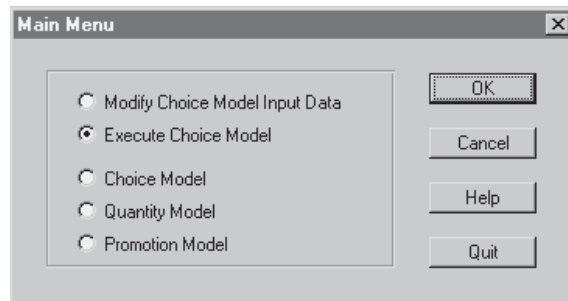 Main Menu
Modify Choice Model Input Data
Execute Choice Model
Choice Model
Quantity Model
Promotion Model
OK
Cancel
Help
Quit